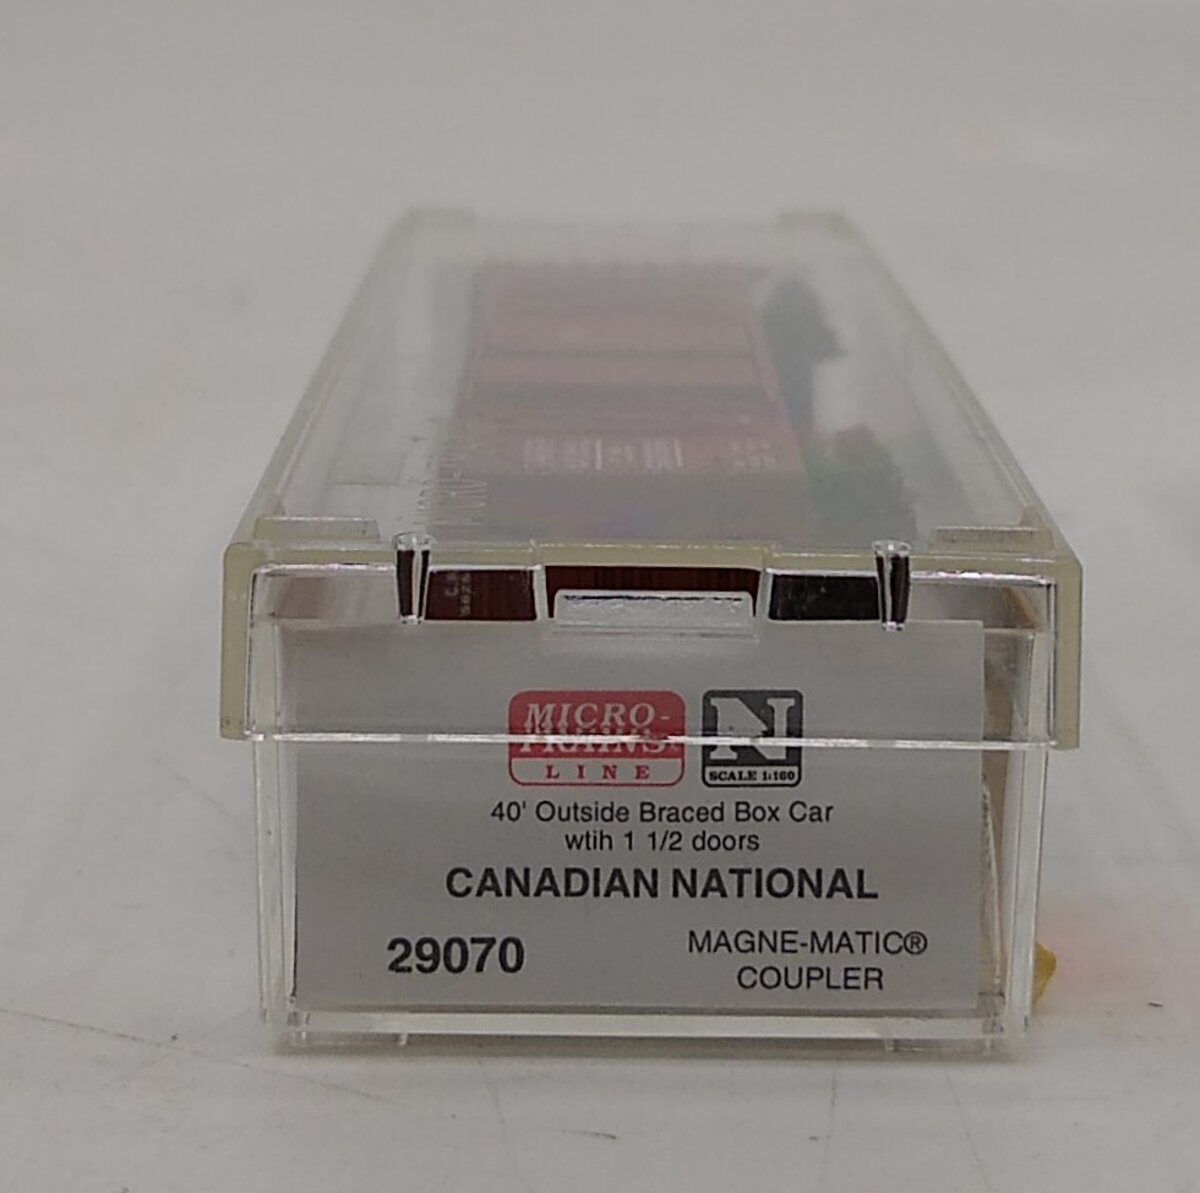 MICRO-
TRAINS
LINE
N
SCALE 1:160
40' Outside Braced Box Car
wtih 1 1/2 doors
CANADIAN NATIONAL
29070
MAGNE-MATIC®
COUPLER